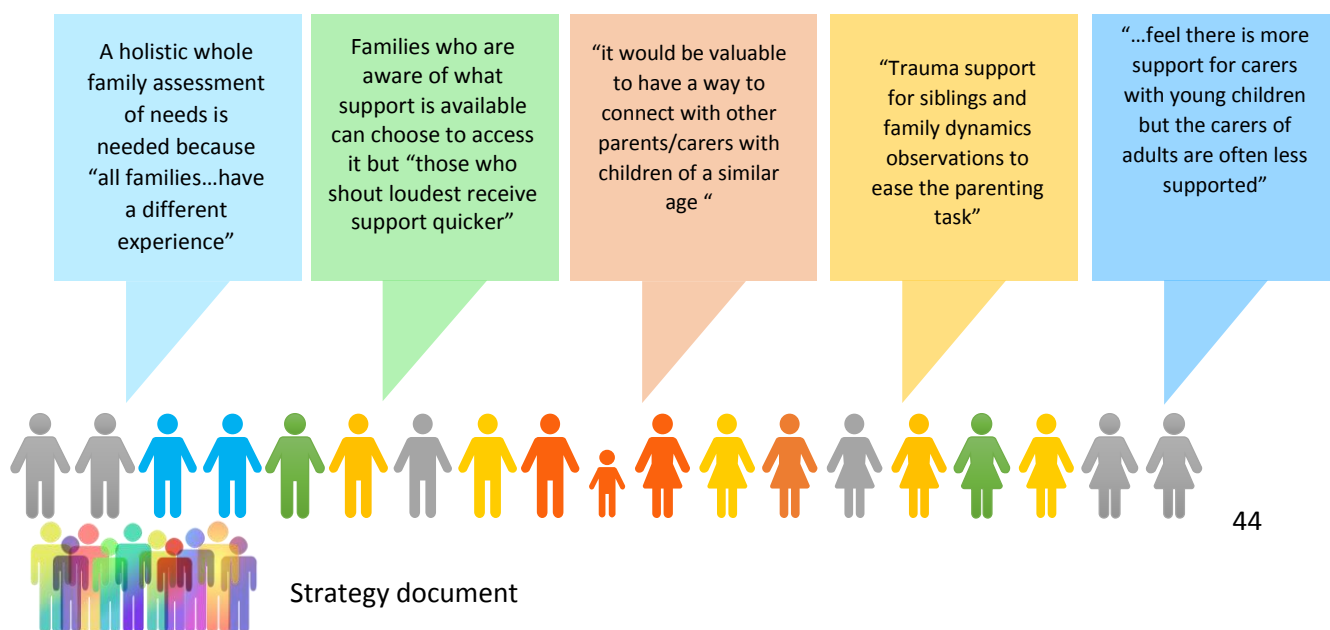 A holistic whole
family assessment
of needs is
needed because
“all families...have
a different
experience”
Families who are
aware of what
support is available
can choose to access
it but “those who
shout loudest receive
support quicker”
“it would be valuable
to have a way to
connect with other
parents/carers with
children of a similar
age “
“Trauma support
for siblings and
family dynamics
observations to
ease the parenting
task”
“...feel there is more
support for carers
with young children
but the carers of
adults are often less
supported”
44
Strategy document